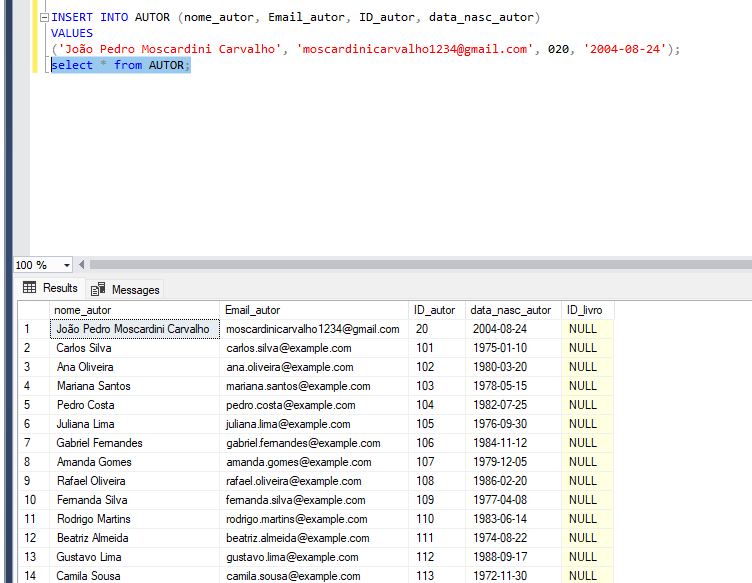 INSERT INTO AUTOR (nome_autor, Email_autor, ID_autor, data_nasc_autor)
VALUES
('João Pedro Moscardini Carvalho', 'moscardinicarvalho1234@gmail.com', 020, '2004-08-24');
select * from AUTOR;
100 %
Results Messages
nome_autor Email_autor ID_autor data_nasc_autor ID_livro
1 João Pedro Moscardini Carvalho moscardinicarvalho1234@gmail.com 20 2004-08-24 NULL
2 Carlos Silva carlos.silva@example.com 101 1975-01-10 NULL
3 Ana Oliveira ana.oliveira@example.com 102 1980-03-20 NULL
4 Mariana Santos mariana.santos@example.com 103 1978-05-15 NULL
5 Pedro Costa pedro.costa@example.com 104 1982-07-25 NULL
6 Juliana Lima juliana.lima@example.com 105 1976-09-30 NULL
7 Gabriel Fernandes gabriel.fernandes@example.com 106 1984-11-12 NULL
8 Amanda Gomes amanda.gomes@example.com 107 1979-12-05 NULL
9 Rafael Oliveira rafael.oliveira@example.com 108 1986-02-20 NULL
10 Fernanda Silva fernanda.silva@example.com 109 1977-04-08 NULL
11 Rodrigo Martins rodrigo.martins@example.com 110 1983-06-14 NULL
12 Beatriz Almeida beatriz.almeida@example.com 111 1974-08-22 NULL
13 Gustavo Lima gustavo.lima@example.com 112 1988-09-17 NULL
14 Camila Sousa camila.sousa@example.com 113 1972-11-30 NULL